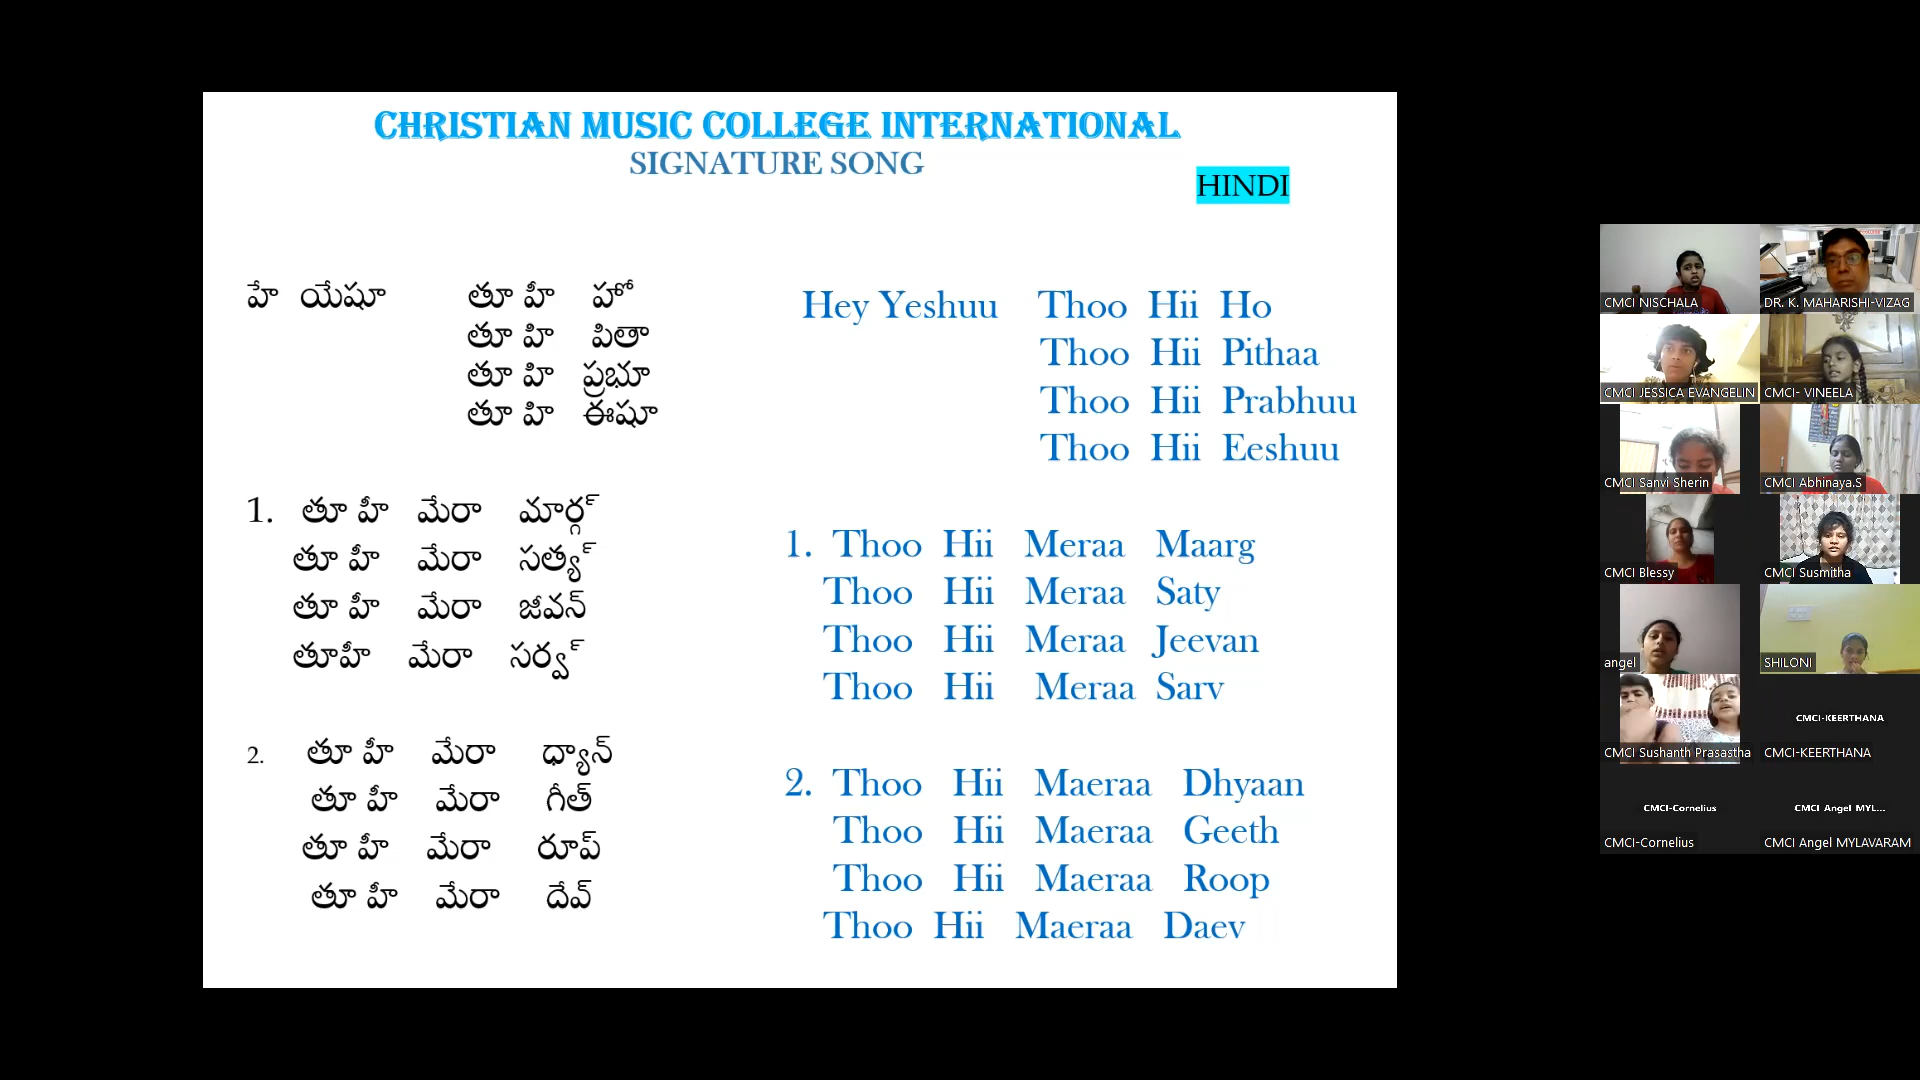 CHRISTIAN MUSIC COLLEGE INTERNATIONAL
SIGNATURE SONG
HINDI
హే యేషూ తూ హీ హో
తూ హి పితా
తూ హి ప్రభూ
తూ హి ఈషూ
1. తూ హీ మేరా మార్గ్
తూ హీ మేరా సత్య్
తూ హీ మేరా జీవన్
తూహీ మేరా సర్వ్
2. తూ హీ మేరా ధ్యాన్
తూ హి మేరా గీత్
తూ హి మేరా రూప్
తూ హి మేరా దేవ్
Hey Yeshuu Thoo Hii Ho
Thoo Hii Pithaa
Thoo Hii Prabhuu
Thoo Hii Eeshuu
1. Thoo Hii Meraa Maarg
Thoo Hii Meraa Saty
Thoo Hii Meraa Jeevan
Thoo Hii Meraa Sarv
2. Thoo Hii Maeraa Dhyaan
Thoo Hii Maeraa Geeth
Thoo Hii Maeraa Roop
Thoo Hii Maeraa Daev
CMCI NISCHALA
DR. K. MAHARISHI-VIZAG
CMCI JESSICA EVANGELIN
CMCI- VINEELA
CMCI Sanvi Sherin
CMCI Abhinaya.S
CMCI Blessy
CMCI Susmitha
angel
SHILONI
CMCI Sushanth Prasastha
CMCI-KEERTHANA
CMCI-KEERTHANA
CMCI-Cornelius
CMCI-Cornelius
CMCI Angel MYL...
CMCI Angel MYLAVARAM